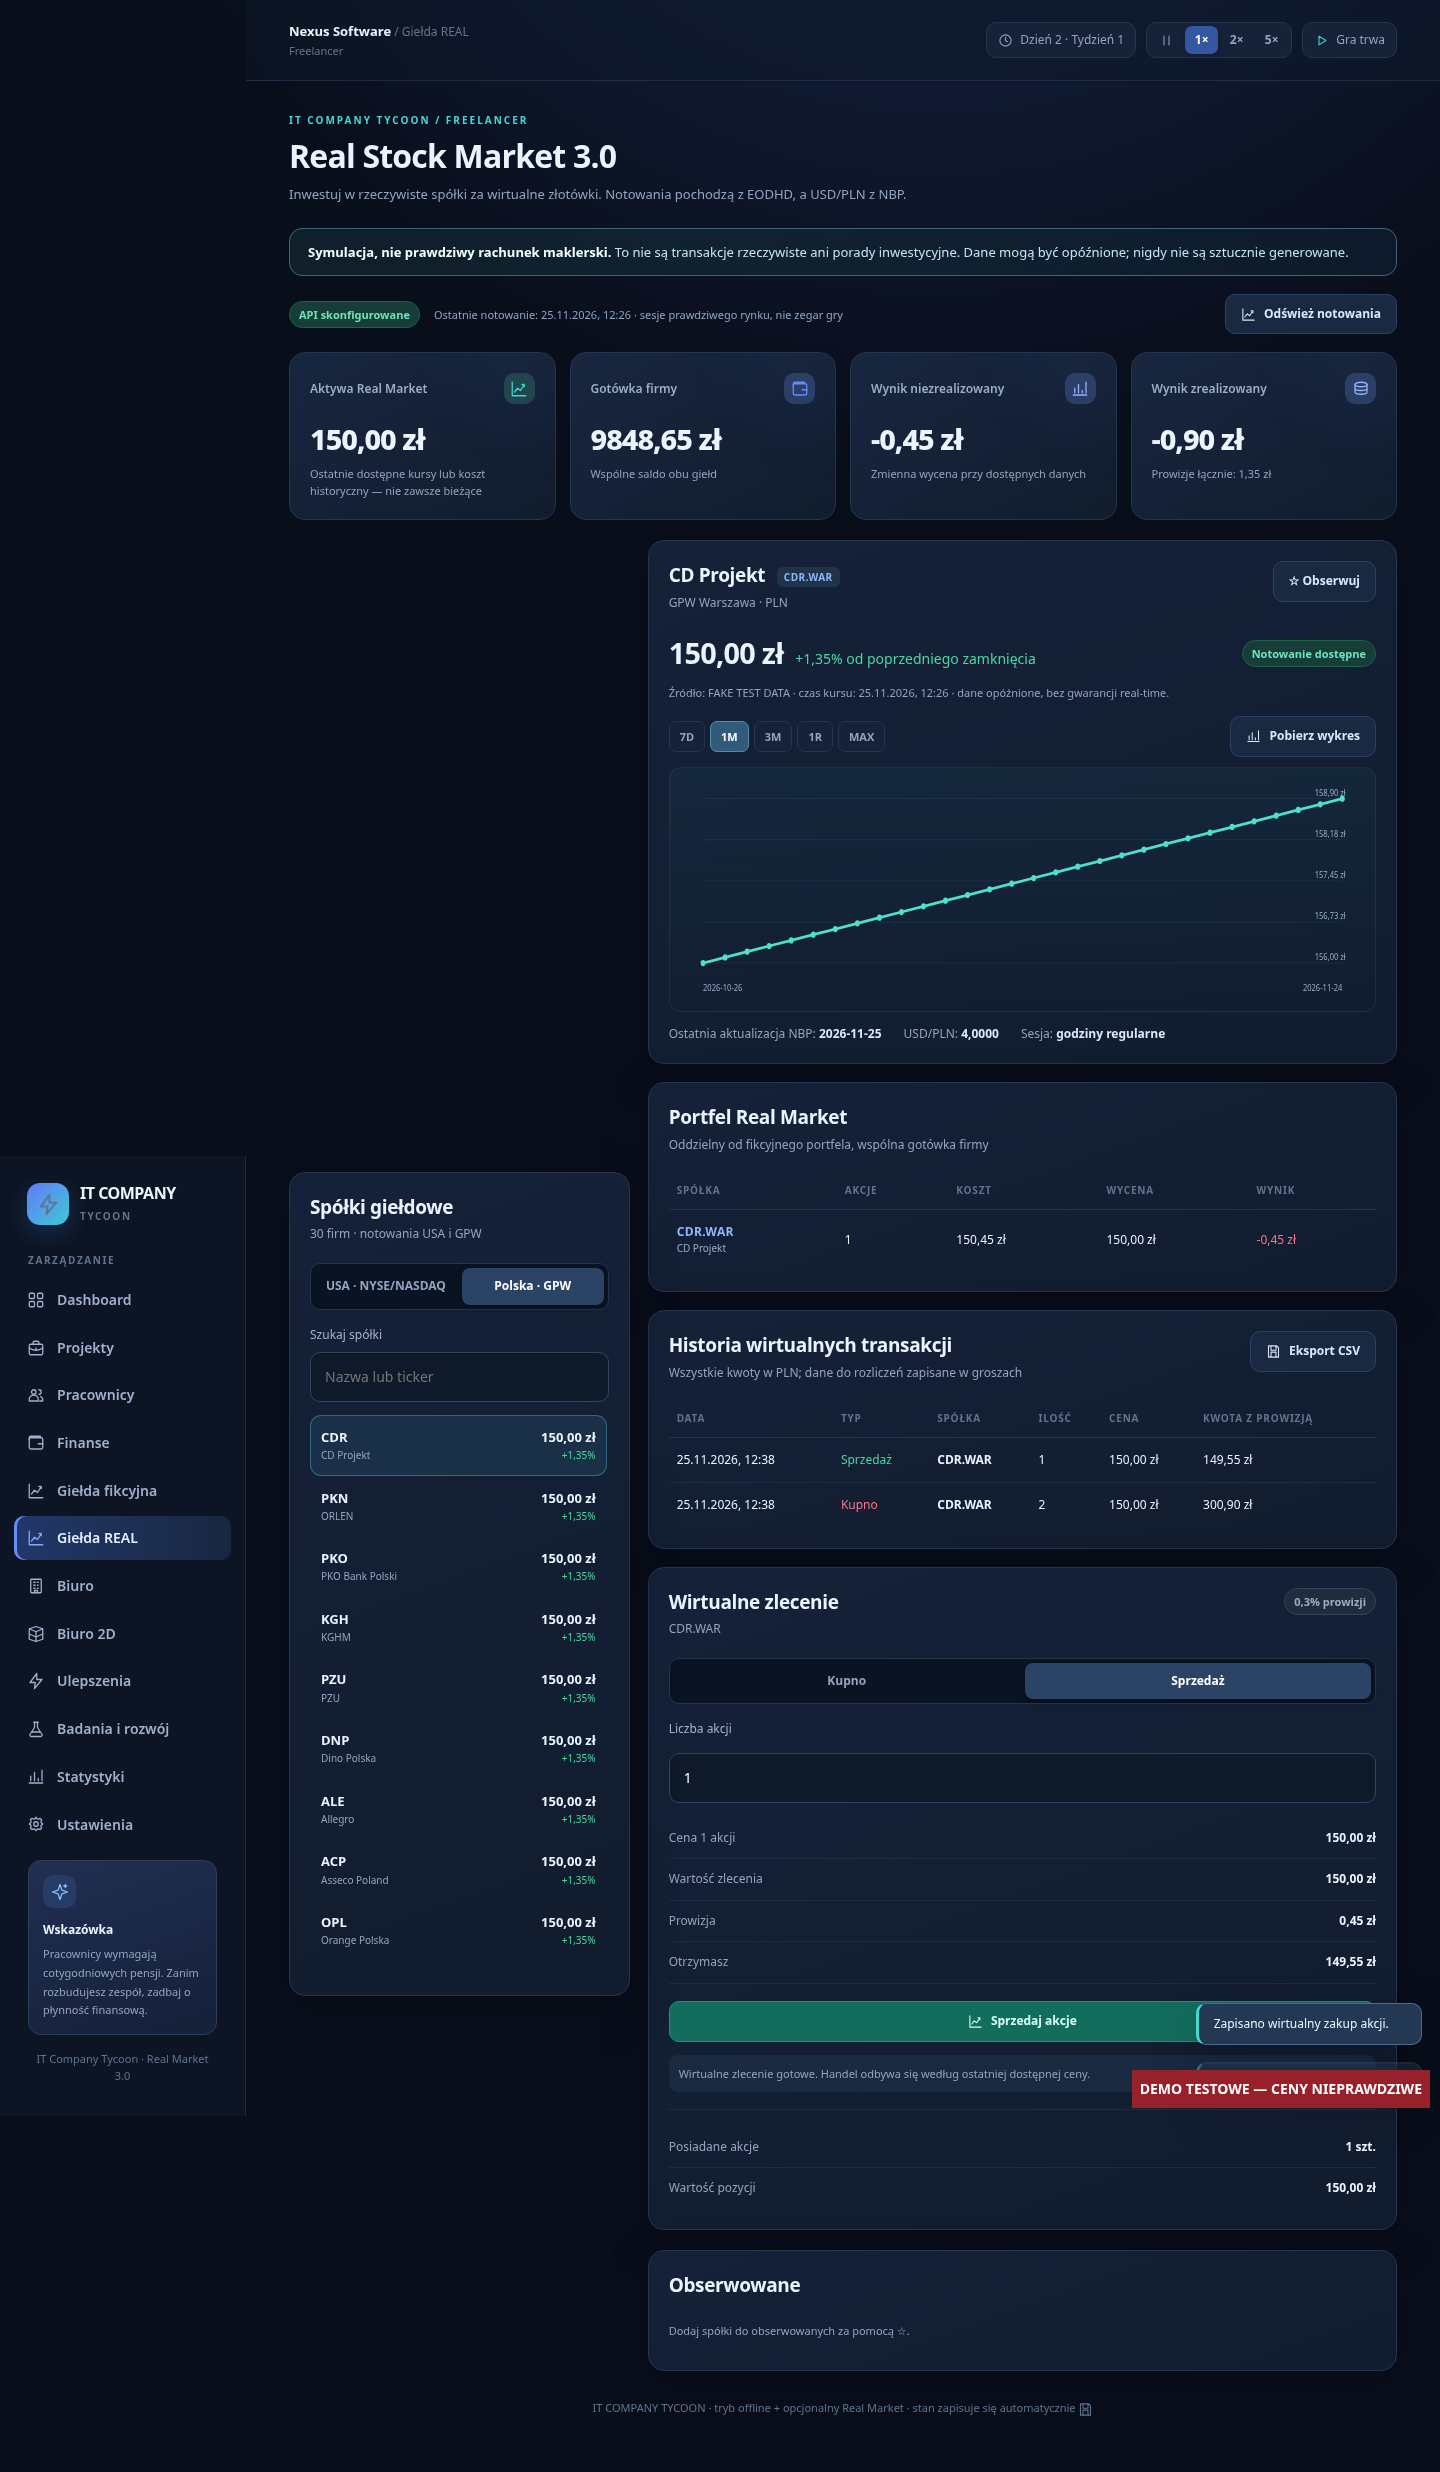 Nexus Software / Giełda REAL
Freelancer
Dzień 2 · Tydzień 1
1×
2×
5×
Gra trwa
IT COMPANY TYCOON / FREELANCER
Real Stock Market 3.0
Inwestuj w rzeczywiste spółki za wirtualne złotówki. Notowania pochodzą z EODHD, a USD/PLN z NBP.
Symulacja, nie prawdziwy rachunek maklerski. To nie są transakcje rzeczywiste ani porady inwestycyjne. Dane mogą być opóźnione; nigdy nie są sztucznie generowane.
API skonfigurowane
Ostatnie notowanie: 25.11.2026, 12:26 · sesje prawdziwego rynku, nie zegar gry
Odśwież notowania
Aktywa Real Market
150,00 zł
Ostatnie dostępne kursy lub koszt
historyczny — nie zawsze bieżące
Gotówka firmy
9848,65 zł
Wspólne saldo obu giełd
Wynik niezrealizowany
-0,45 zł
Zmienna wycena przy dostępnych danych
Wynik zrealizowany
-0,90 zł
Prowizje łącznie: 1,35 zł
CD Projekt CDR.WAR
GPW Warszawa · PLN
☆ Obserwuj
150,00 zł +1,35% od poprzedniego zamknięcia
Notowanie dostępne
Źródło: FAKE TEST DATA · czas kursu: 25.11.2026, 12:26 · dane opóźnione, bez gwarancji real-time.
7D
1M
3M
1R
MAX
Pobierz wykres
158,90 zł
158,18 zł
157,45 zł
156,73 zł
156,00 zł
2026-10-26
2026-11-24
Ostatnia aktualizacja NBP: 2026-11-25
USD/PLN: 4,0000
Sesja: godziny regularne
Portfel Real Market
Oddzielny od fikcyjnego portfela, wspólna gotówka firmy
SPÓŁKA AKCJE KOSZT WYCENA WYNIK
CDR.WAR
CD Projekt
1 150,45 zł 150,00 zł -0,45 zł
Historia wirtualnych transakcji
Wszystkie kwoty w PLN; dane do rozliczeń zapisane w groszach
Eksport CSV
DATA TYP SPÓŁKA ILOŚĆ CENA KWOTA Z PROWIZJĄ
25.11.2026, 12:38 Sprzedaż CDR.WAR 1 150,00 zł 149,55 zł
25.11.2026, 12:38 Kupno CDR.WAR 2 150,00 zł 300,90 zł
Wirtualne zlecenie
CDR.WAR
0,3% prowizji
Kupno
Sprzedaż
Liczba akcji
1
Cena 1 akcji 150,00 zł
Wartość zlecenia 150,00 zł
Prowizja 0,45 zł
Otrzymasz 149,55 zł
Sprzedaj akcje
Zapisano wirtualny zakup akcji.
Wirtualne zlecenie gotowe. Handel odbywa się według ostatniej dostępnej ceny.
DEMO TESTOWE — CENY NIEPRAWDZIWE
Posiadane akcje 1 szt.
Wartość pozycji 150,00 zł
Obserwowane
Dodaj spółki do obserwowanych za pomocą ☆.
IT COMPANY
TYCOON
ZARZĄDZANIE
Dashboard
Projekty
Pracownicy
Finanse
Giełda fikcyjna
Giełda REAL
Biuro
Biuro 2D
Ulepszenia
Badania i rozwój
Statystyki
Ustawienia
Wskazówka
Pracownicy wymagają
cotygodniowych pensji. Zanim
rozbudujesz zespół, zadbaj o
płynność finansową.
IT Company Tycoon · Real Market
3.0
Spółki giełdowe
30 firm · notowania USA i GPW
USA · NYSE/NASDAQ
Polska · GPW
Szukaj spółki
Nazwa lub ticker
CDR 150,00 zł
CD Projekt +1,35%
PKN 150,00 zł
ORLEN +1,35%
PKO 150,00 zł
PKO Bank Polski +1,35%
KGH 150,00 zł
KGHM +1,35%
PZU 150,00 zł
PZU +1,35%
DNP 150,00 zł
Dino Polska +1,35%
ALE 150,00 zł
Allegro +1,35%
ACP 150,00 zł
Asseco Poland +1,35%
OPL 150,00 zł
Orange Polska +1,35%
IT COMPANY TYCOON · tryb offline + opcjonalny Real Market · stan zapisuje się automatycznie